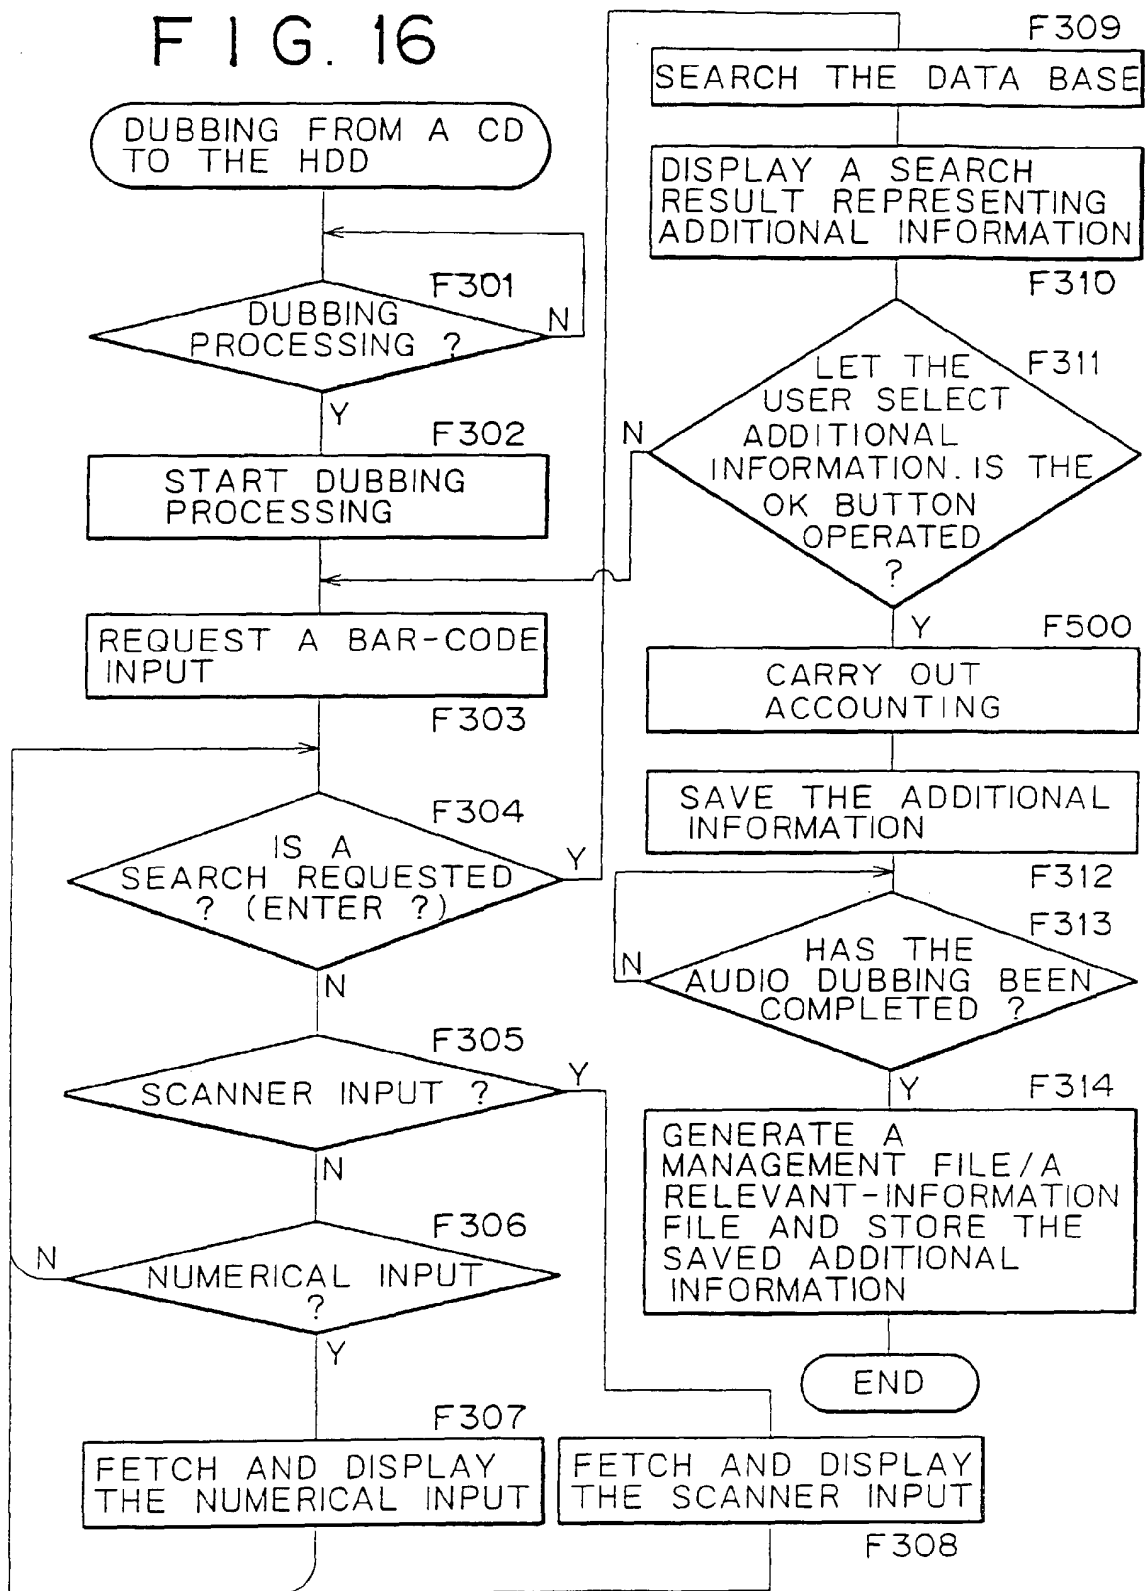 FIG. 16
DUBBING FROM A CD
TO THE HDD
F301
DUBBING
PROCESSING ?
N
Y
F302
START DUBBING
PROCESSING
REQUEST A BAR-CODE
INPUT
F303
F304
IS A
SEARCH REQUESTED
? (ENTER ?)
Y
N
F305
SCANNER INPUT ?
Y
N
F306
NUMERICAL INPUT
?
N
Y
F307
FETCH AND DISPLAY
THE NUMERICAL INPUT
FETCH AND DISPLAY
THE SCANNER INPUT
F308
F309
SEARCH THE DATA BASE
DISPLAY A SEARCH
RESULT REPRESENTING
ADDITIONAL INFORMATION
F310
F311
LET THE
USER SELECT
ADDITIONAL
INFORMATION. IS THE
OK BUTTON
OPERATED
?
N
Y
F500
CARRY OUT
ACCOUNTING
SAVE THE ADDITIONAL
INFORMATION
F312
F313
HAS THE
AUDIO DUBBING BEEN
COMPLETED ?
N
Y
F314
GENERATE A
MANAGEMENT FILE/A
RELEVANT-INFORMATION
FILE AND STORE THE
SAVED ADDITIONAL
INFORMATION
END